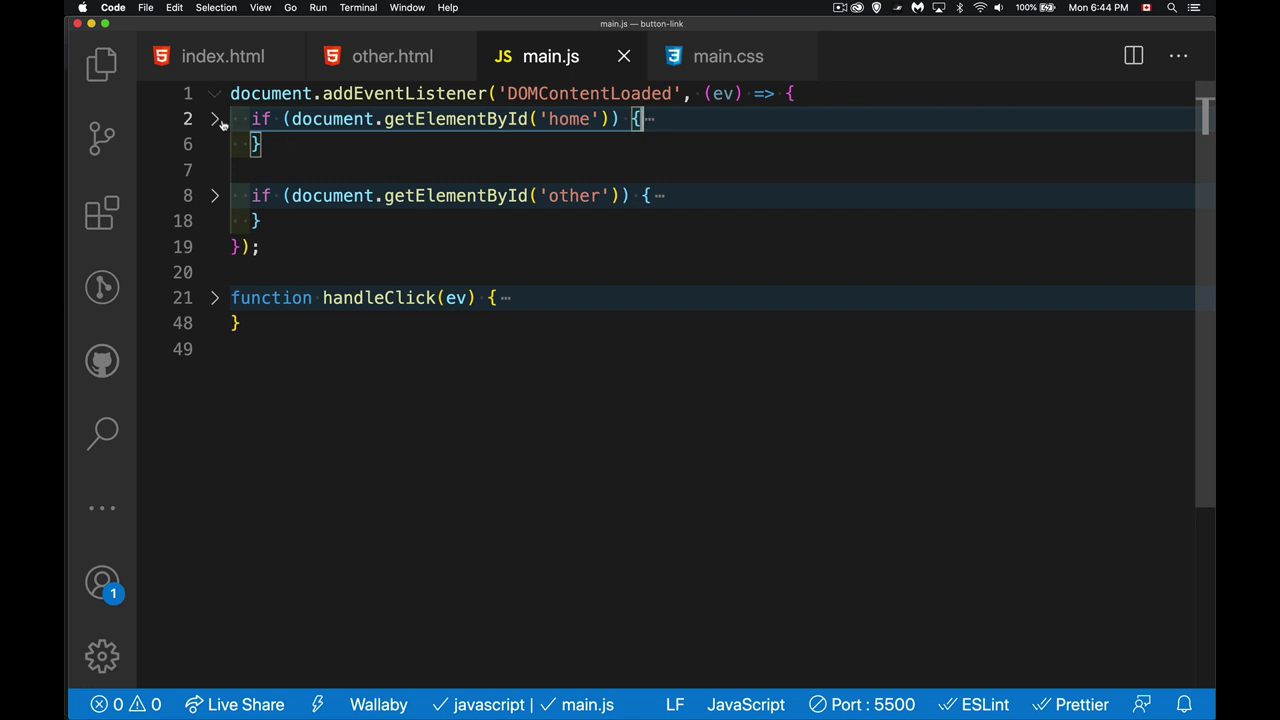 Code File Edit Selection View Go Run Terminal Window Help 100% Mon 6:44 PM
main.js — button-link
index.html other.html JS main.js main.css
1 document.addEventListener('DOMContentLoaded', (ev) => {
2 if (document.getElementById('home')) {⋯
6 }
7
8 if (document.getElementById('other')) {⋯
18 }
19 });
20
21 function handleClick(ev) {⋯
48 }
49
1
0 0 Live Share Wallaby javascript | main.js LF JavaScript Port : 5500 ESLint Prettier